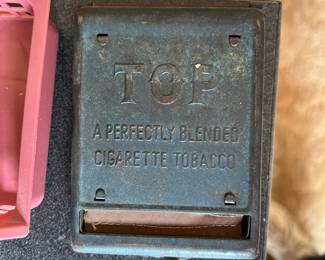 TOP
A PERFECTLY BLENDED
CIGARETTE TOBACCO